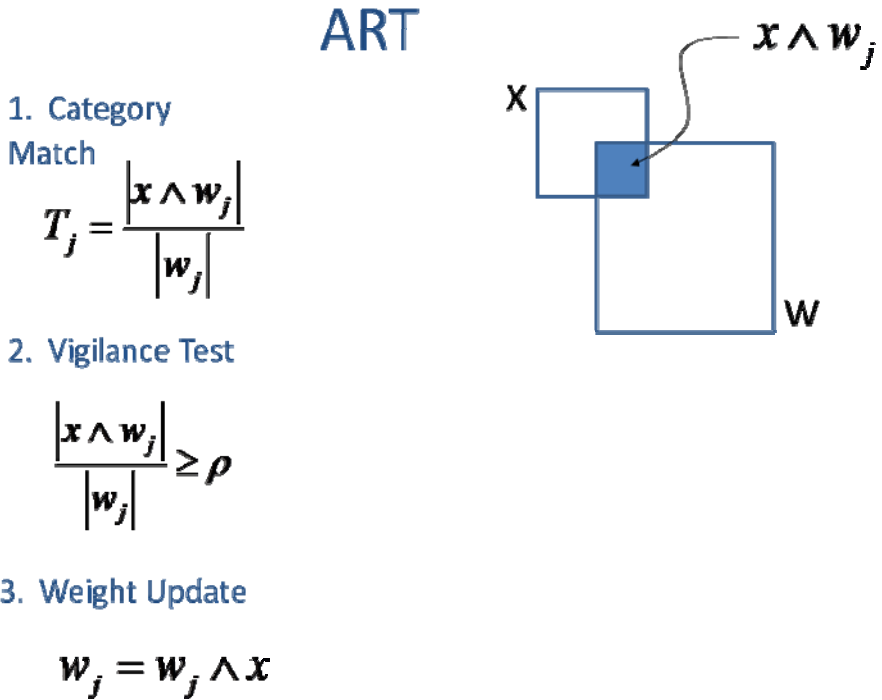 ART
1. Category
Match
T_j = |x ∧ w_j| / |w_j|
2. Vigilance Test
|x ∧ w_j| / |w_j| ≥ ρ
3. Weight Update
w_j = w_j ∧ x
x ∧ w_j
X
W